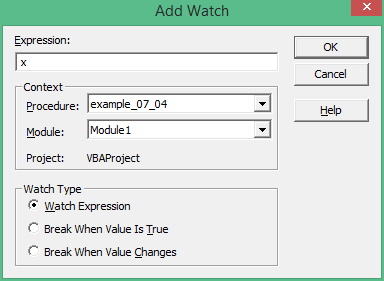 Add Watch
Expression:
x
OK
Cancel
Help
Context
Procedure: example_07_04
Module: Module1
Project: VBAProject
Watch Type
Watch Expression
Break When Value Is True
Break When Value Changes